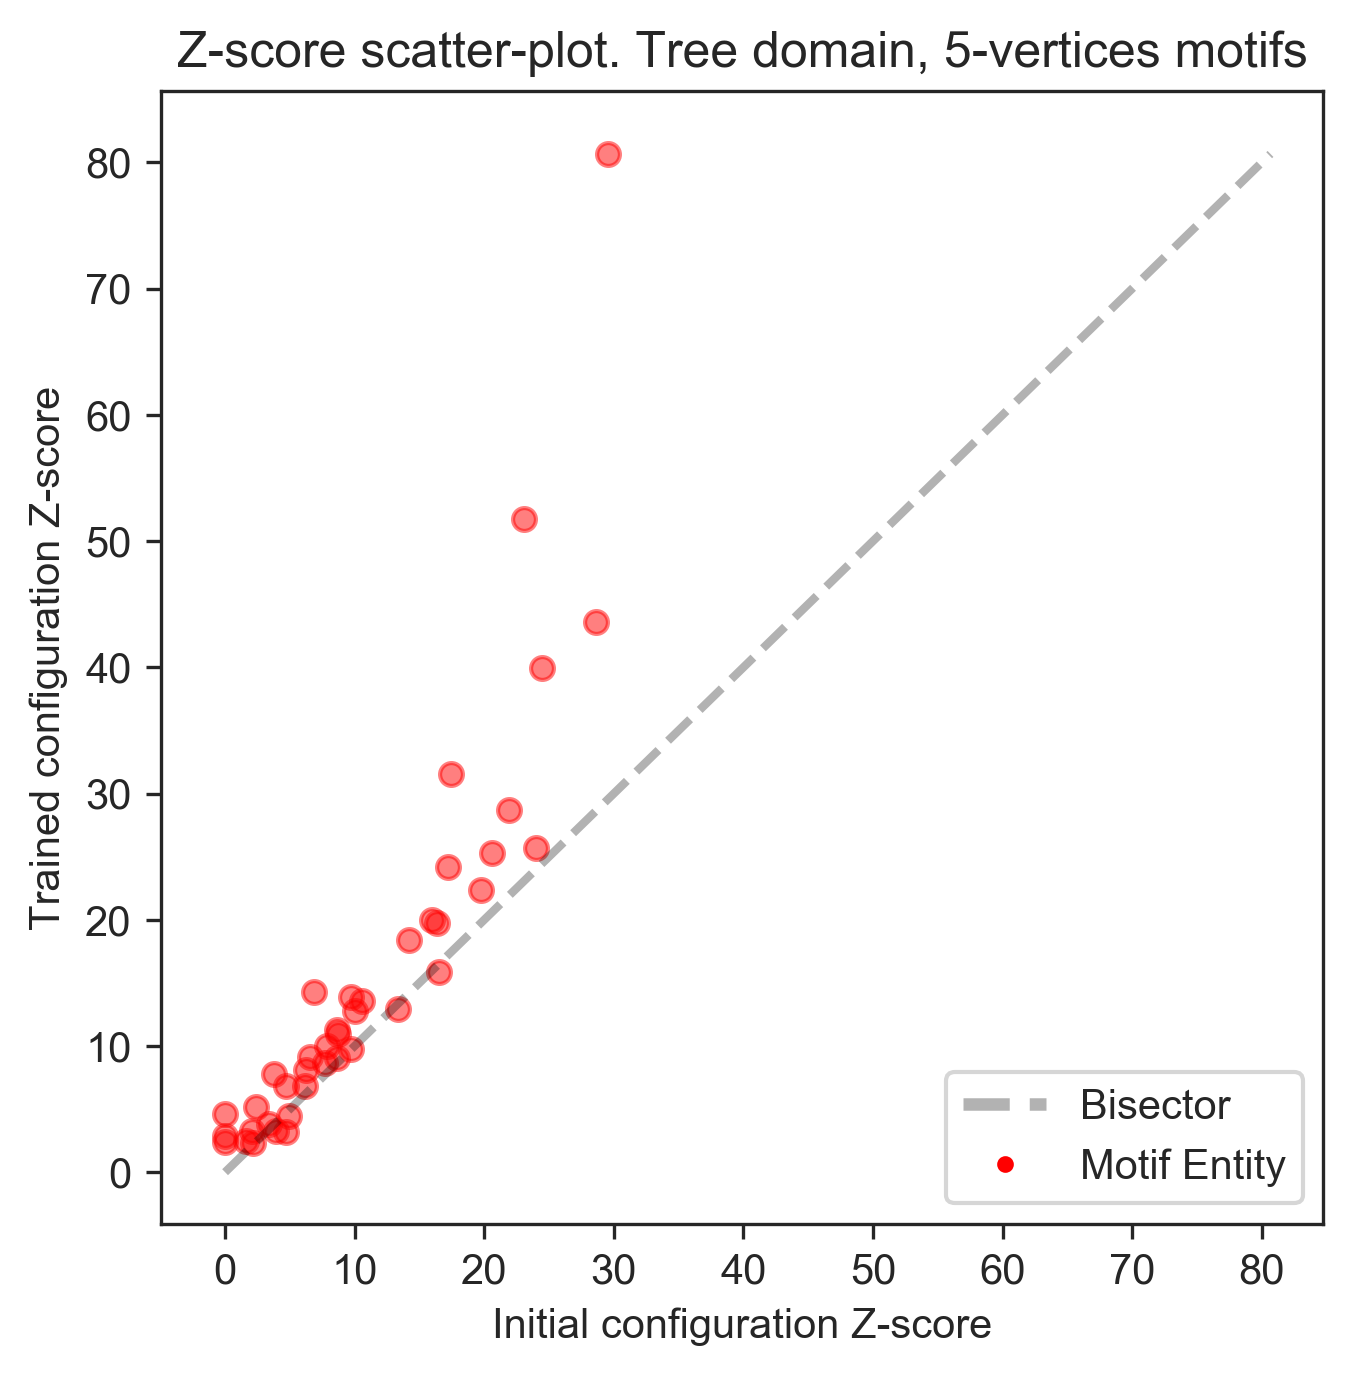 Z-score scatter-plot. Tree domain, 5-vertices motifs
Trained configuration Z-score
80
70
60
50
40
30
20
10
0
Bisector
Motif Entity
0 10 20 30 40 50 60 70 80
Initial configuration Z-score